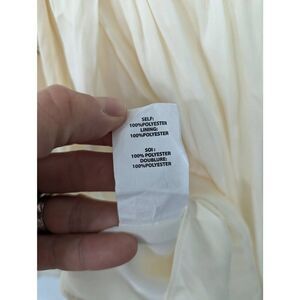 SELF:
100%POLYESTER
LINING:
100%POLYESTER
SOI :
100% POLYESTER
DOUBLURE:
100%POLYESTER